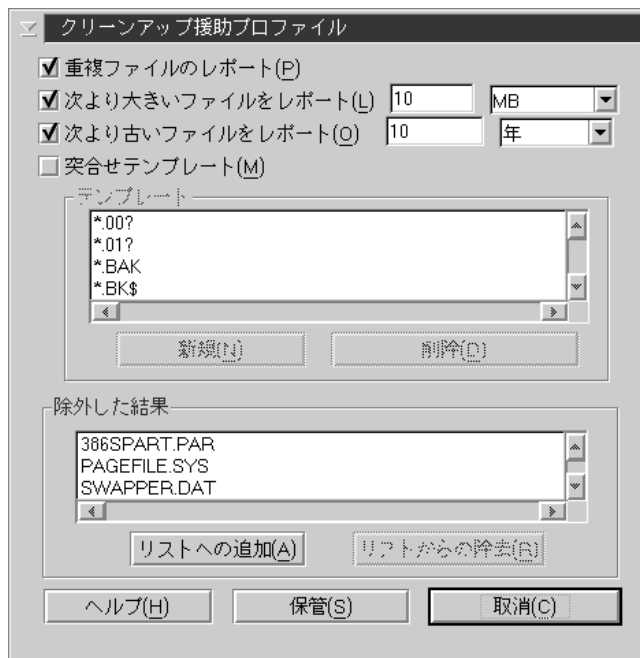 クリーンアップ援助プロファイル
重複ファイルのレポート(P)
次より大きいファイルをレポート(L) 10 MB
次より古いファイルをレポート(O) 10 年
突合せテンプレート(M)
テンプレート
*.00?
*.01?
*.BAK
*.BK$
新規(N) 削除(D)
除外した結果
386SPART.PAR
PAGEFILE.SYS
SWAPPER.DAT
リストへの追加(A) リストからの除去(R)
ヘルプ(H) 保管(S) 取消(C)